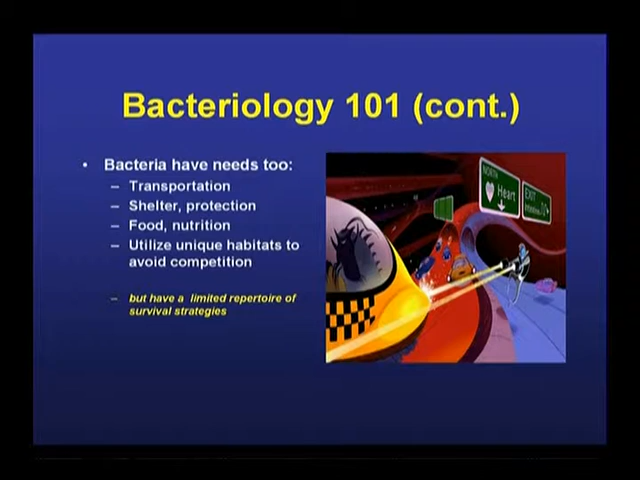 Bacteriology 101 (cont.)
• Bacteria have needs too:
– Transportation
– Shelter, protection
– Food, nutrition
– Utilize unique habitats to
avoid competition
– but have a limited repertoire of
survival strategies
NORTH
Heart
EXIT